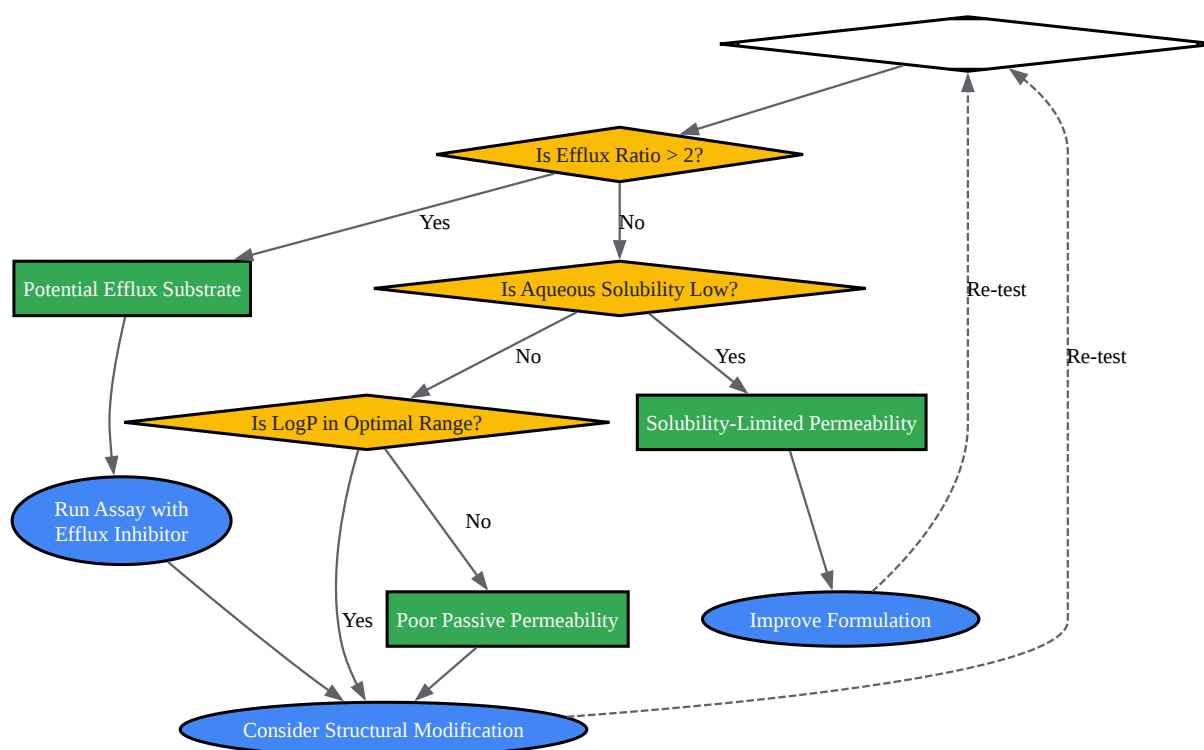 Is Efflux Ratio > 2?
Yes
No
Potential Efflux Substrate
Is Aqueous Solubility Low?
Re-test
No
Yes
Re-test
Is LogP in Optimal Range?
Solubility-Limited Permeability
Run Assay with
Efflux Inhibitor
No
Yes
Poor Passive Permeability
Improve Formulation
Consider Structural Modification